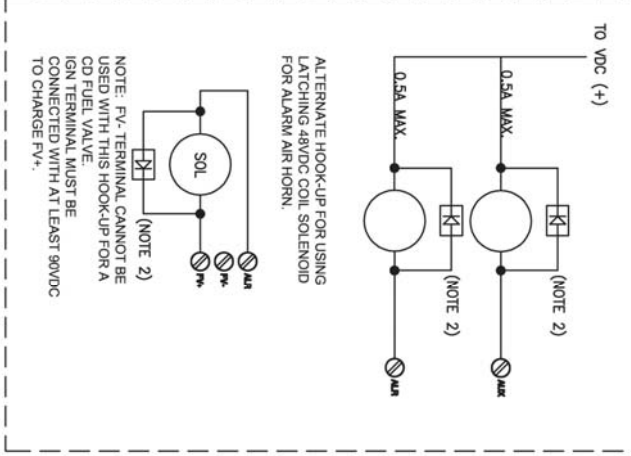 TO VDC (+)
0.5A MAX.
(NOTE 2)
AUX
0.5A MAX.
(NOTE 2)
ALR
ALTERNATE HOOK-UP FOR USING
LATCHING 48VDC COIL SOLENOID
FOR ALARM AIR HORN.
SOL
(NOTE 2)
ALR
FV-
FV+
NOTE: FV- TERMINAL CANNOT BE
USED WITH THIS HOOK-UP FOR A
CD FUEL VALVE.
IGN TERMINAL MUST BE
CONNECTED WITH AT LEAST 90VDC
TO CHARGE FV+.